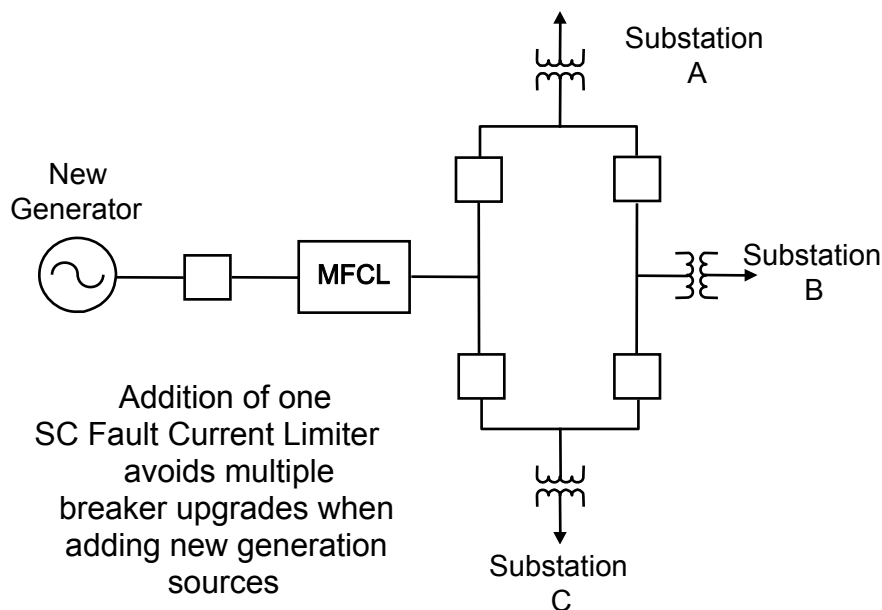 Substation
A
New
Generator
MFCL
Substation
B
Addition of one
SC Fault Current Limiter
avoids multiple
breaker upgrades when
adding new generation
sources
Substation
C